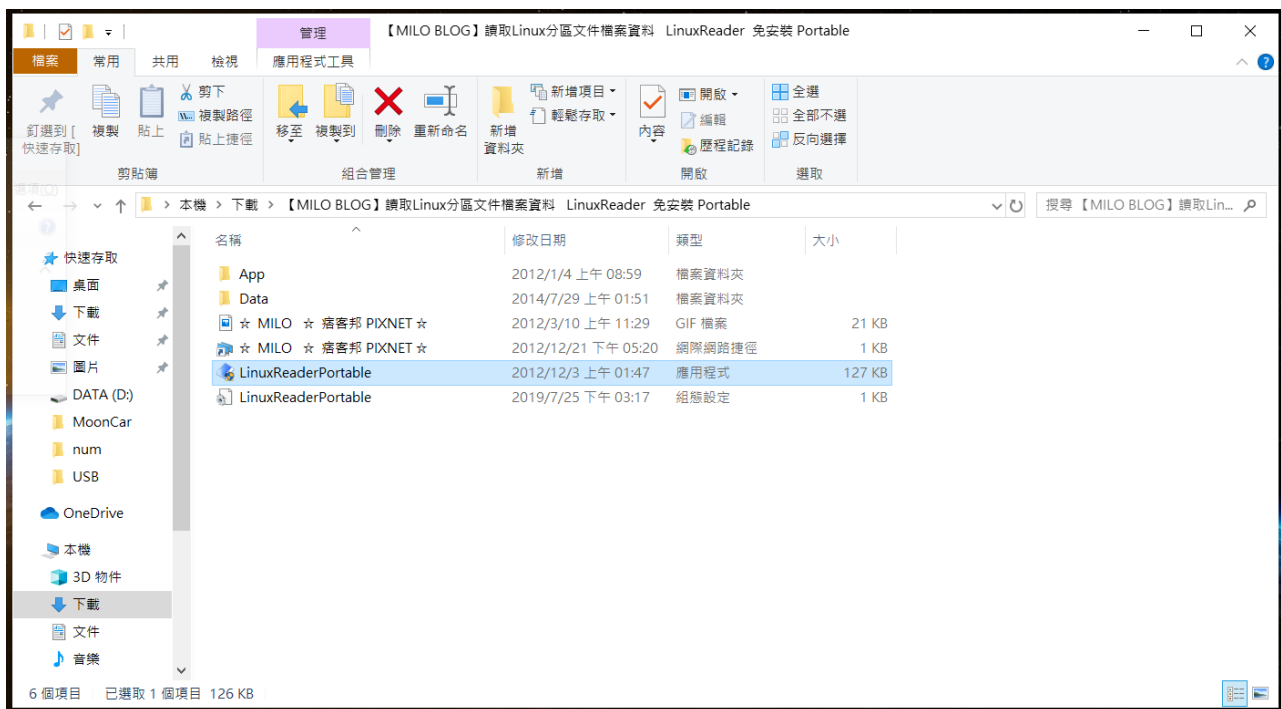 管理 【MILO BLOG】讀取Linux分區文件檔案資料 LinuxReader 免安裝 Portable
檔案 常用 共用 檢視 應用程式工具
釘選到 [
快速存取]
複製
貼上
剪下
複製路徑
貼上捷徑
剪貼簿
移至
複製到
刪除
重新命名
組合管理
新增
資料夾
新增項目
輕鬆存取
新增
內容
開啟
編輯
歷程記錄
開啟
全選
全部不選
反向選擇
選取
選項(O)
本機 > 下載 > 【MILO BLOG】讀取Linux分區文件檔案資料 LinuxReader 免安裝 Portable
搜尋 【MILO BLOG】讀取Lin...
快速存取
桌面
下載
文件
圖片
DATA (D:)
MoonCar
num
USB
OneDrive
本機
3D 物件
下載
文件
音樂
名稱 修改日期 類型 大小
App 2012/1/4 上午 08:59 檔案資料夾
Data 2014/7/29 上午 01:51 檔案資料夾
☆ MILO ☆ 痞客邦 PIXNET ☆ 2012/3/10 上午 11:29 GIF 檔案 21 KB
☆ MILO ☆ 痞客邦 PIXNET ☆ 2012/12/21 下午 05:20 網際網路捷徑 1 KB
LinuxReaderPortable 2012/12/3 上午 01:47 應用程式 127 KB
LinuxReaderPortable 2019/7/25 下午 03:17 組態設定 1 KB
6 個項目 已選取 1 個項目 126 KB